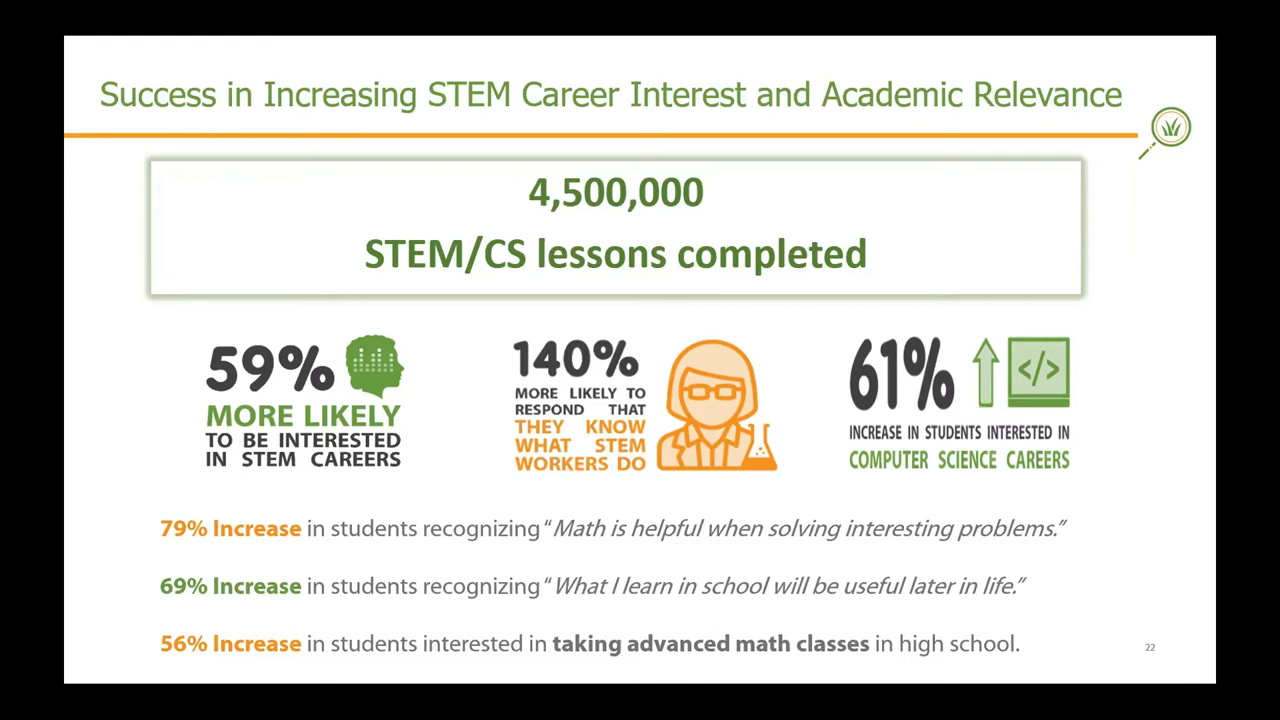 Success in Increasing STEM Career Interest and Academic Relevance
4,500,000
STEM/CS lessons completed
59%
MORE LIKELY
TO BE INTERESTED
IN STEM CAREERS
140%
MORE LIKELY TO
RESPOND THAT
THEY KNOW
WHAT STEM
WORKERS DO
61%
</>
INCREASE IN STUDENTS INTERESTED IN
COMPUTER SCIENCE CAREERS
79% Increase in students recognizing “Math is helpful when solving interesting problems.”
69% Increase in students recognizing “What I learn in school will be useful later in life.”
56% Increase in students interested in taking advanced math classes in high school.
22